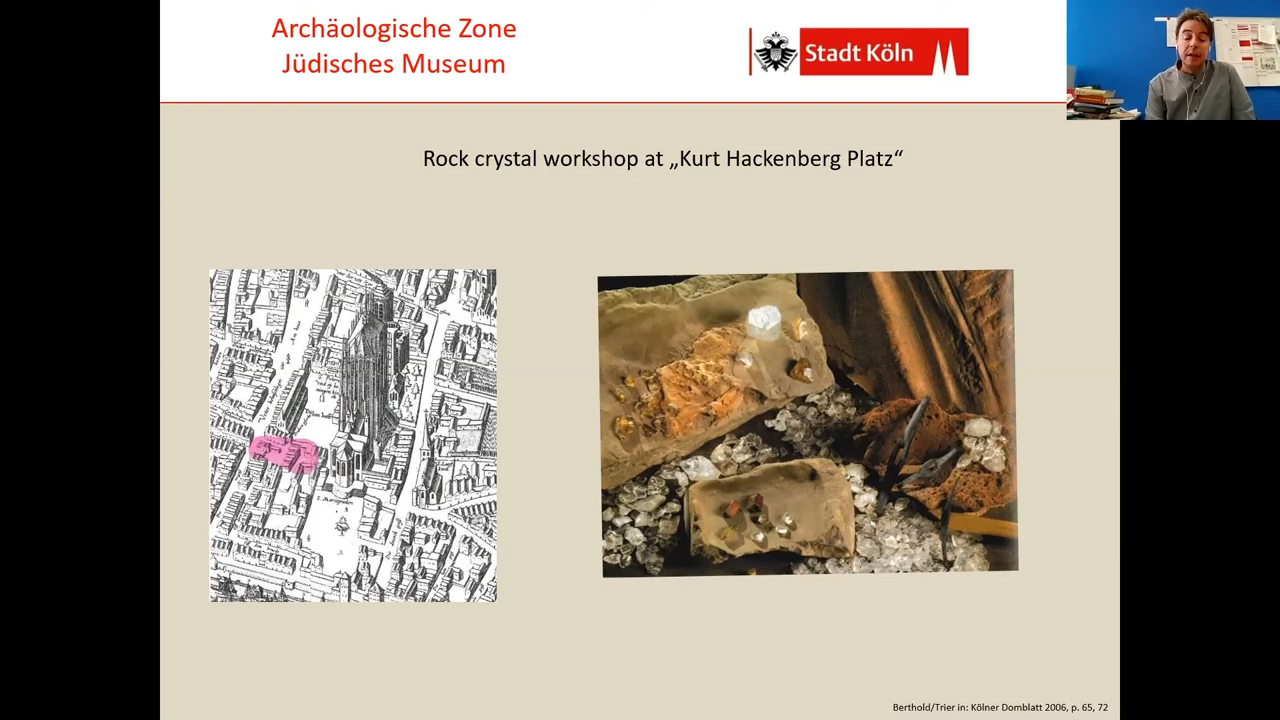 Archäologische Zone
Jüdisches Museum
Stadt Köln
Rock crystal workshop at „Kurt Hackenberg Platz“
Berthold/Trier in: Kölner Domblatt 2006, p. 65, 72